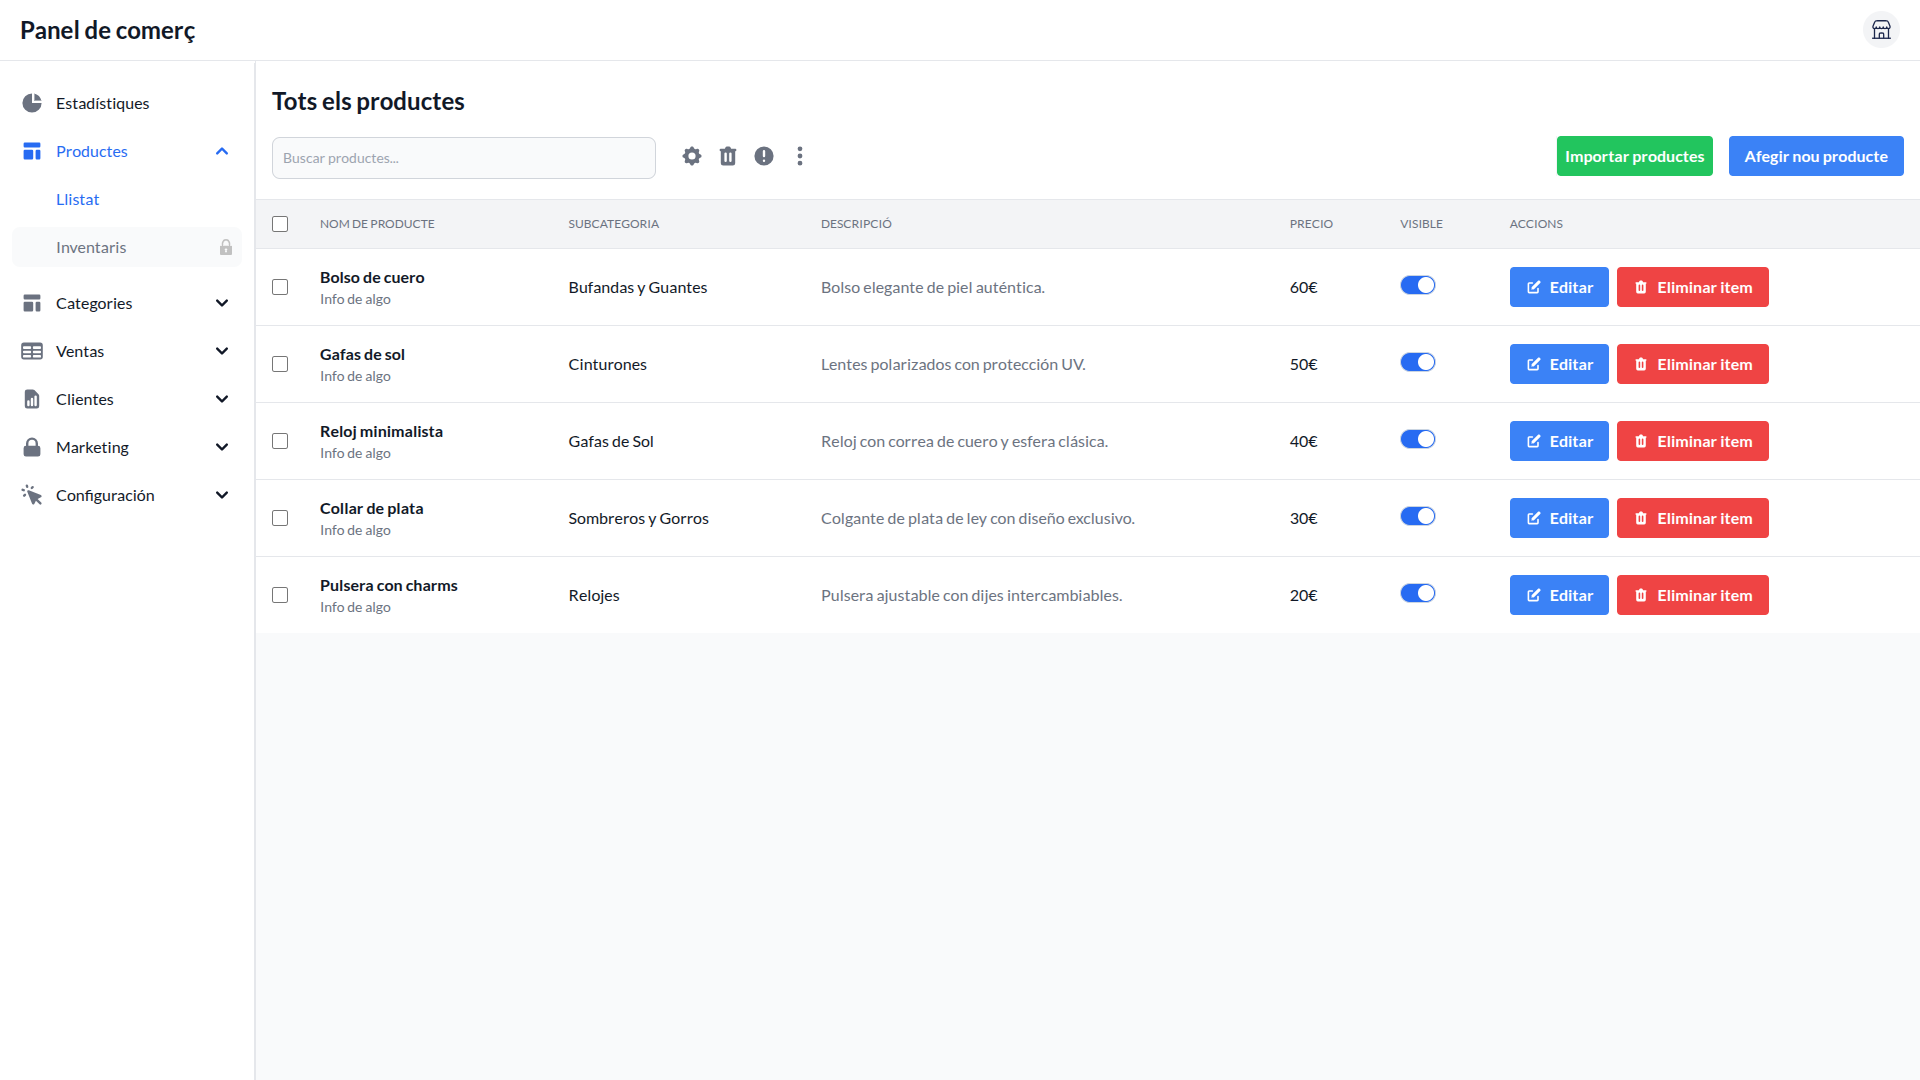 Panel de comerç
Estadístiques
Productes
Llistat
Inventaris
Categories
Ventas
Clientes
Marketing
Configuración
Tots els productes
Buscar productes...
Importar productes
Afegir nou producte
NOM DE PRODUCTE SUBCATEGORIA DESCRIPCIÓ PRECIO VISIBLE ACCIONS
Bolso de cuero
Info de algo
Bufandas y Guantes
Bolso elegante de piel auténtica.
60€
Editar
Eliminar item
Gafas de sol
Info de algo
Cinturones
Lentes polarizados con protección UV.
50€
Editar
Eliminar item
Reloj minimalista
Info de algo
Gafas de Sol
Reloj con correa de cuero y esfera clásica.
40€
Editar
Eliminar item
Collar de plata
Info de algo
Sombreros y Gorros
Colgante de plata de ley con diseño exclusivo.
30€
Editar
Eliminar item
Pulsera con charms
Info de algo
Relojes
Pulsera ajustable con dijes intercambiables.
20€
Editar
Eliminar item